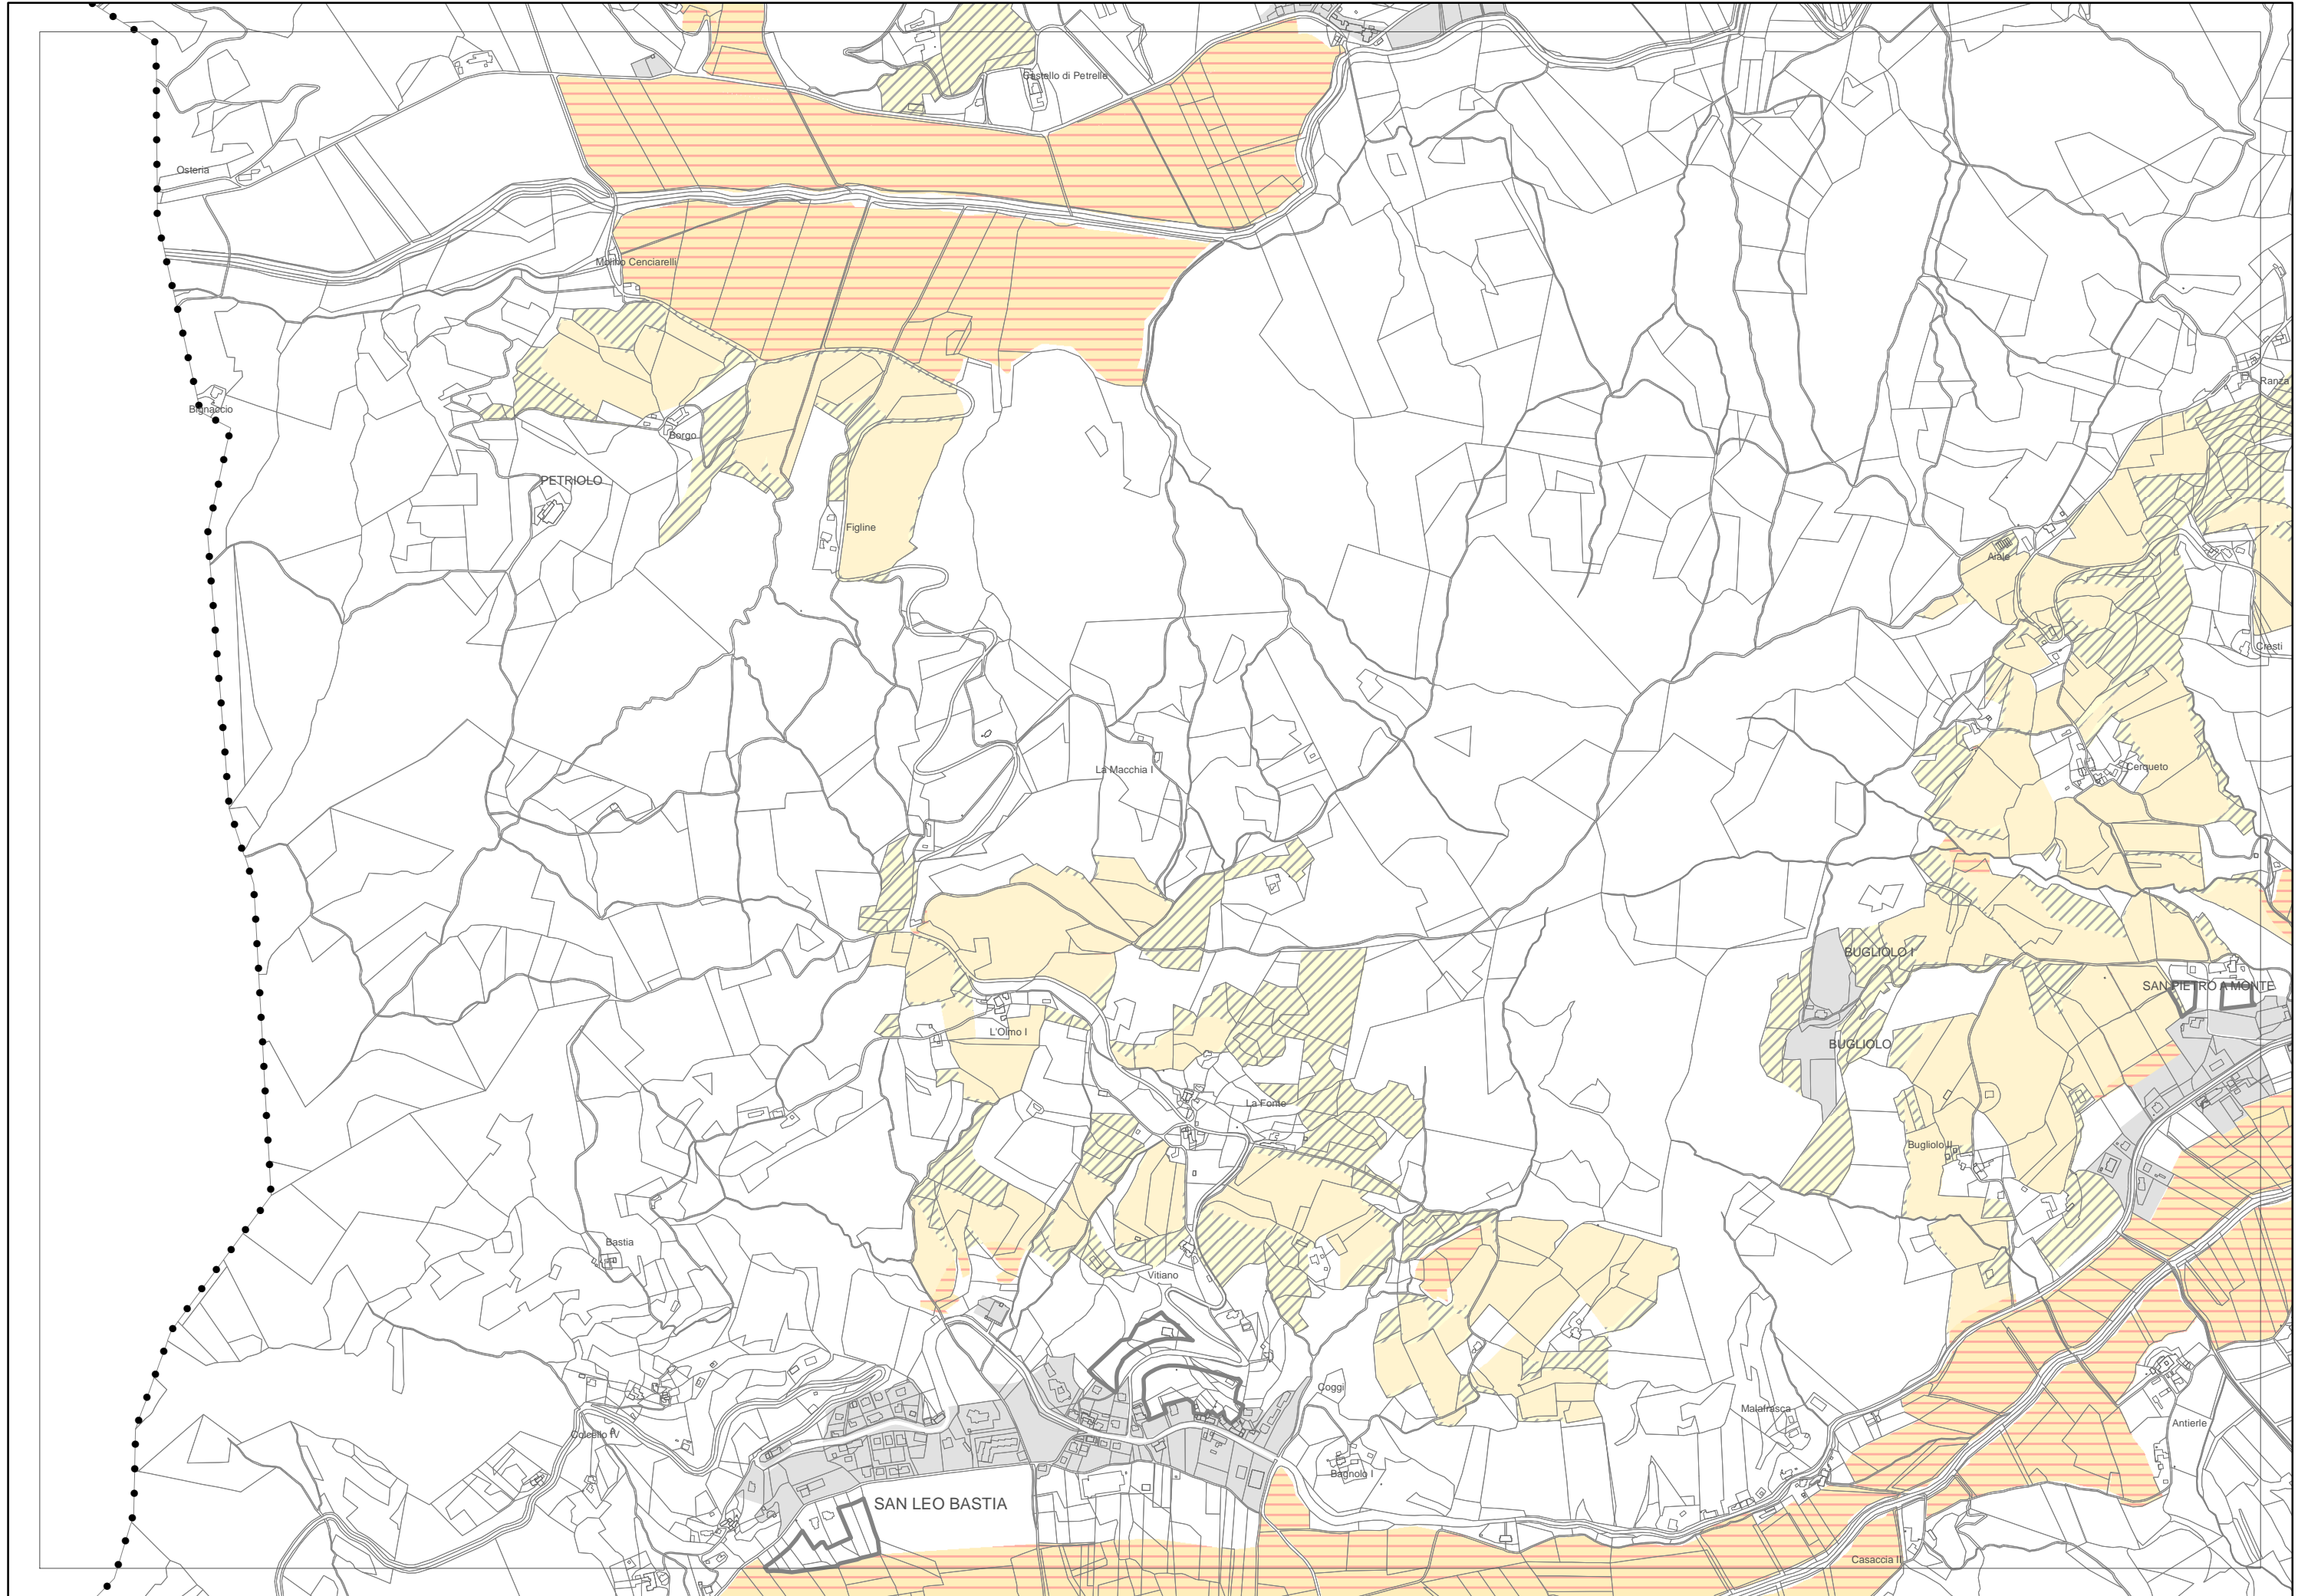 Castello di Petrelle
Osteria
Molino Cenciarelli
Ranza
Bignaccio
Borgo
PETRIOLO
Figline
Aiale
Cresti
La Macchia I
Cerqueto
BUGLIOLO I
SAN PIETRO A MONTE
L'Olmo I
BUGLIOLO
La Fonte
Bugliolo II
Bastia
Vitiano
Coggi
Malafrasca
Antierle
Colcello IV
Bagnolo I
SAN LEO BASTIA
Casaccia II